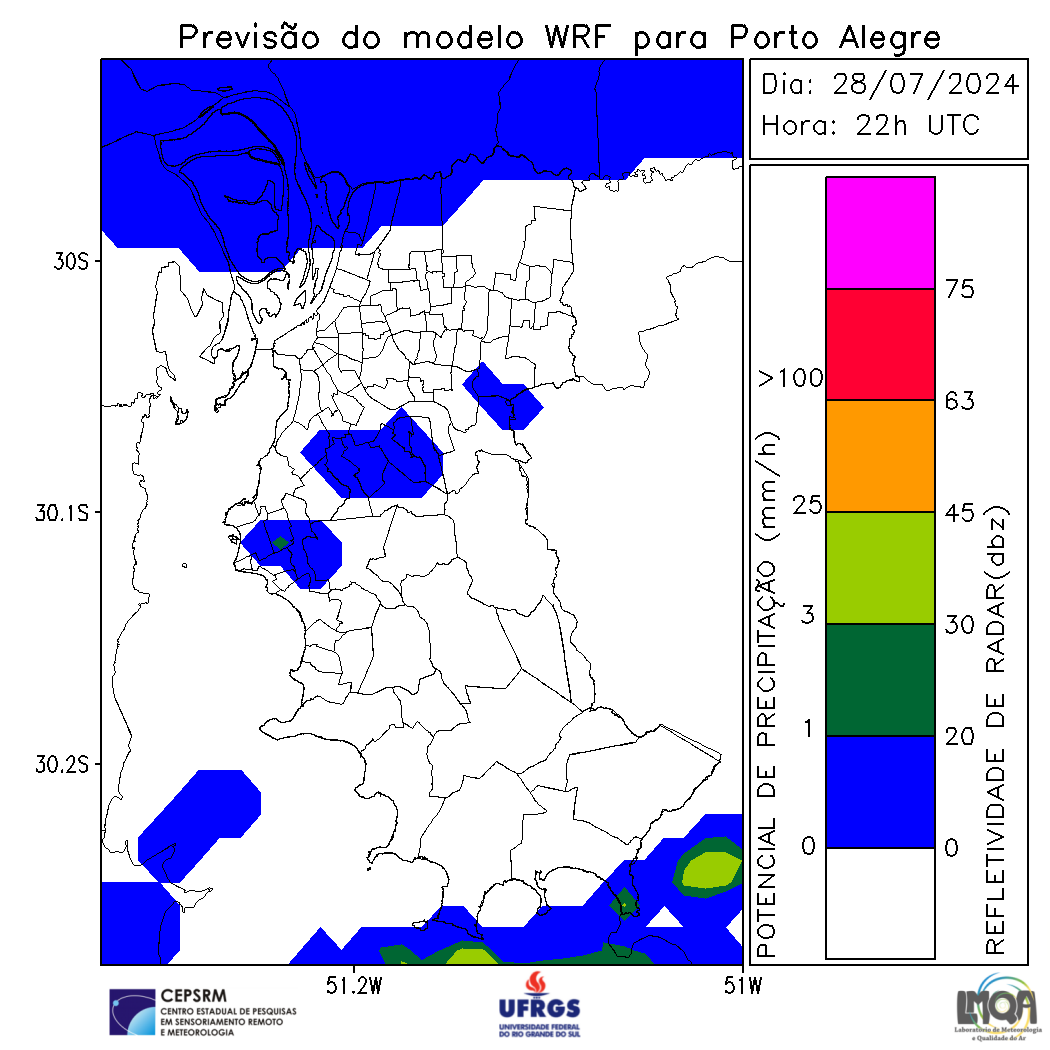 Previsão do modelo WRF para Porto Alegre
Dia: 28/07/2024
Hora: 22h UTC
30S
30.1S
30.2S
51.2W
51W
POTENCIAL DE PRECIPITAÇÃO (mm/h)
>100
25
3
1
0
75
63
45
30
20
0
REFLETIVIDADE DE RADAR(dbz)
CEPSRM
CENTRO ESTADUAL DE PESQUISAS
EM SENSORIAMENTO REMOTO
E METEOROLOGIA
UFRGS
UNIVERSIDADE FEDERAL
DO RIO GRANDE DO SUL
LMQA
Laboratório de Meteorologia
e Qualidade do Ar